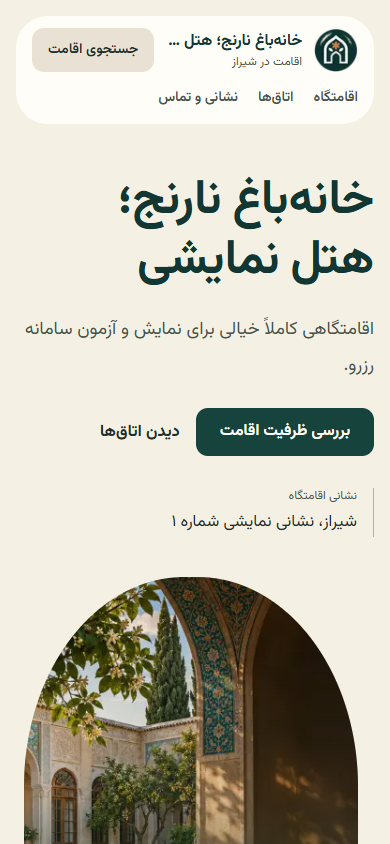 خانه‌باغ نارنج؛ هتل ...
اقامت در شیراز
جستجوی اقامت
اقامتگاه
اتاق‌ها
نشانی و تماس
خانه‌باغ نارنج؛
هتل نمایشی
اقامتگاهی کاملاً خیالی برای نمایش و آزمون سامانه
رزرو.
بررسی ظرفیت اقامت
دیدن اتاق‌ها
نشانی اقامتگاه
شیراز، نشانی نمایشی شماره ۱